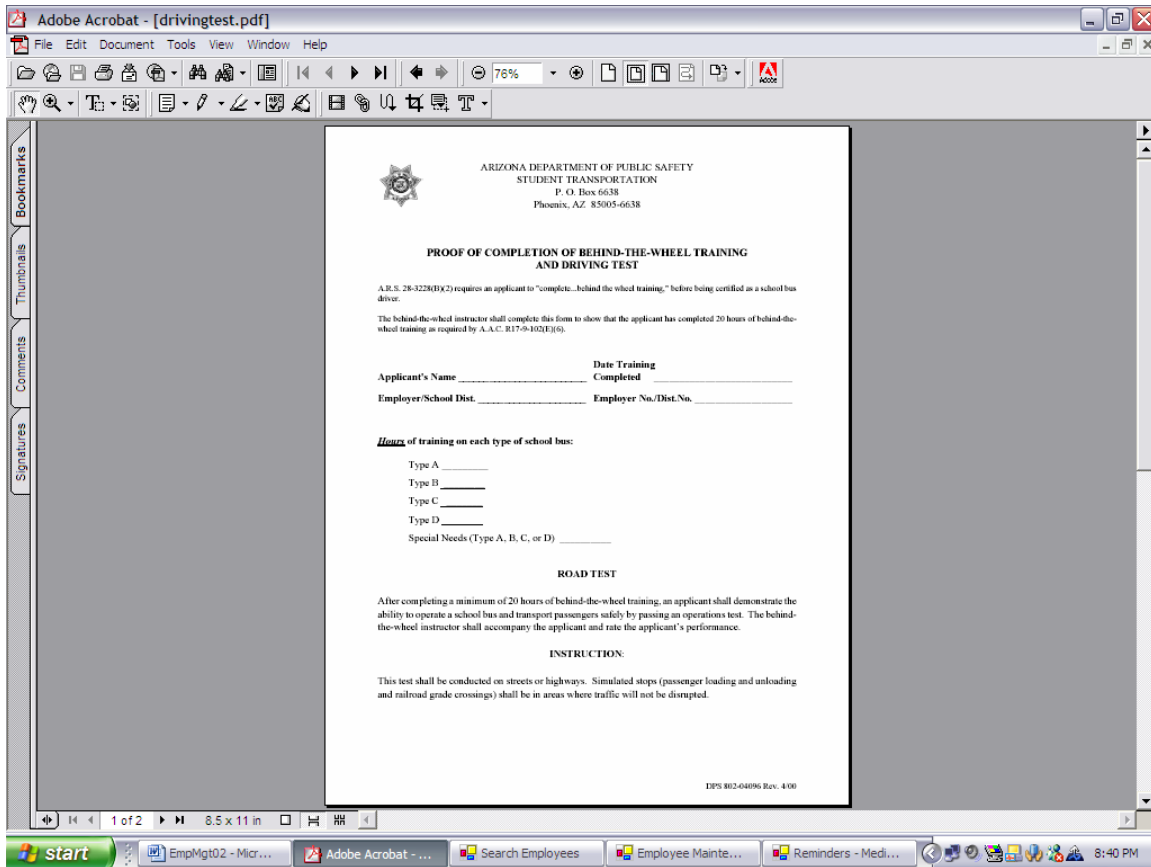 Adobe Acrobat - [drivingtest.pdf]
File Edit Document Tools View Window Help
76%
Adobe
Bookmarks
Thumbnails
Comments
Signatures
ARIZONA DEPARTMENT OF PUBLIC SAFETY
STUDENT TRANSPORTATION
P. O. Box 6638
Phoenix, AZ 85005-6638
PROOF OF COMPLETION OF BEHIND-THE-WHEEL TRAINING
AND DRIVING TEST
A.R.S. 28-3228(B)(2) requires an applicant to "complete...behind the wheel training," before being certified as a school bus
driver.
The behind-the-wheel instructor shall complete this form to show that the applicant has completed 20 hours of behind-the-
wheel training as required by A.A.C. R17-9-102(E)(6).
Date Training
Applicant's Name ____________________ Completed ____________________
Employer/School Dist. ________________ Employer No./Dist.No. ________________
Hours of training on each type of school bus:
Type A ________
Type B ________
Type C ________
Type D ________
Special Needs (Type A, B, C, or D) ________
ROAD TEST
After completing a minimum of 20 hours of behind-the-wheel training, an applicant shall demonstrate the
ability to operate a school bus and transport passengers safely by passing an operations test. The behind-
the-wheel instructor shall accompany the applicant and rate the applicant's performance.
INSTRUCTION:
This test shall be conducted on streets or highways. Simulated stops (passenger loading and unloading
and railroad grade crossings) shall be in areas where traffic will not be disrupted.
DPS 802-04096 Rev. 4/00
1 of 2 8.5 x 11 in
start EmpMgt02 - Micr... Adobe Acrobat - ... Search Employees Employee Mainte... Reminders - Medi... 8:40 PM